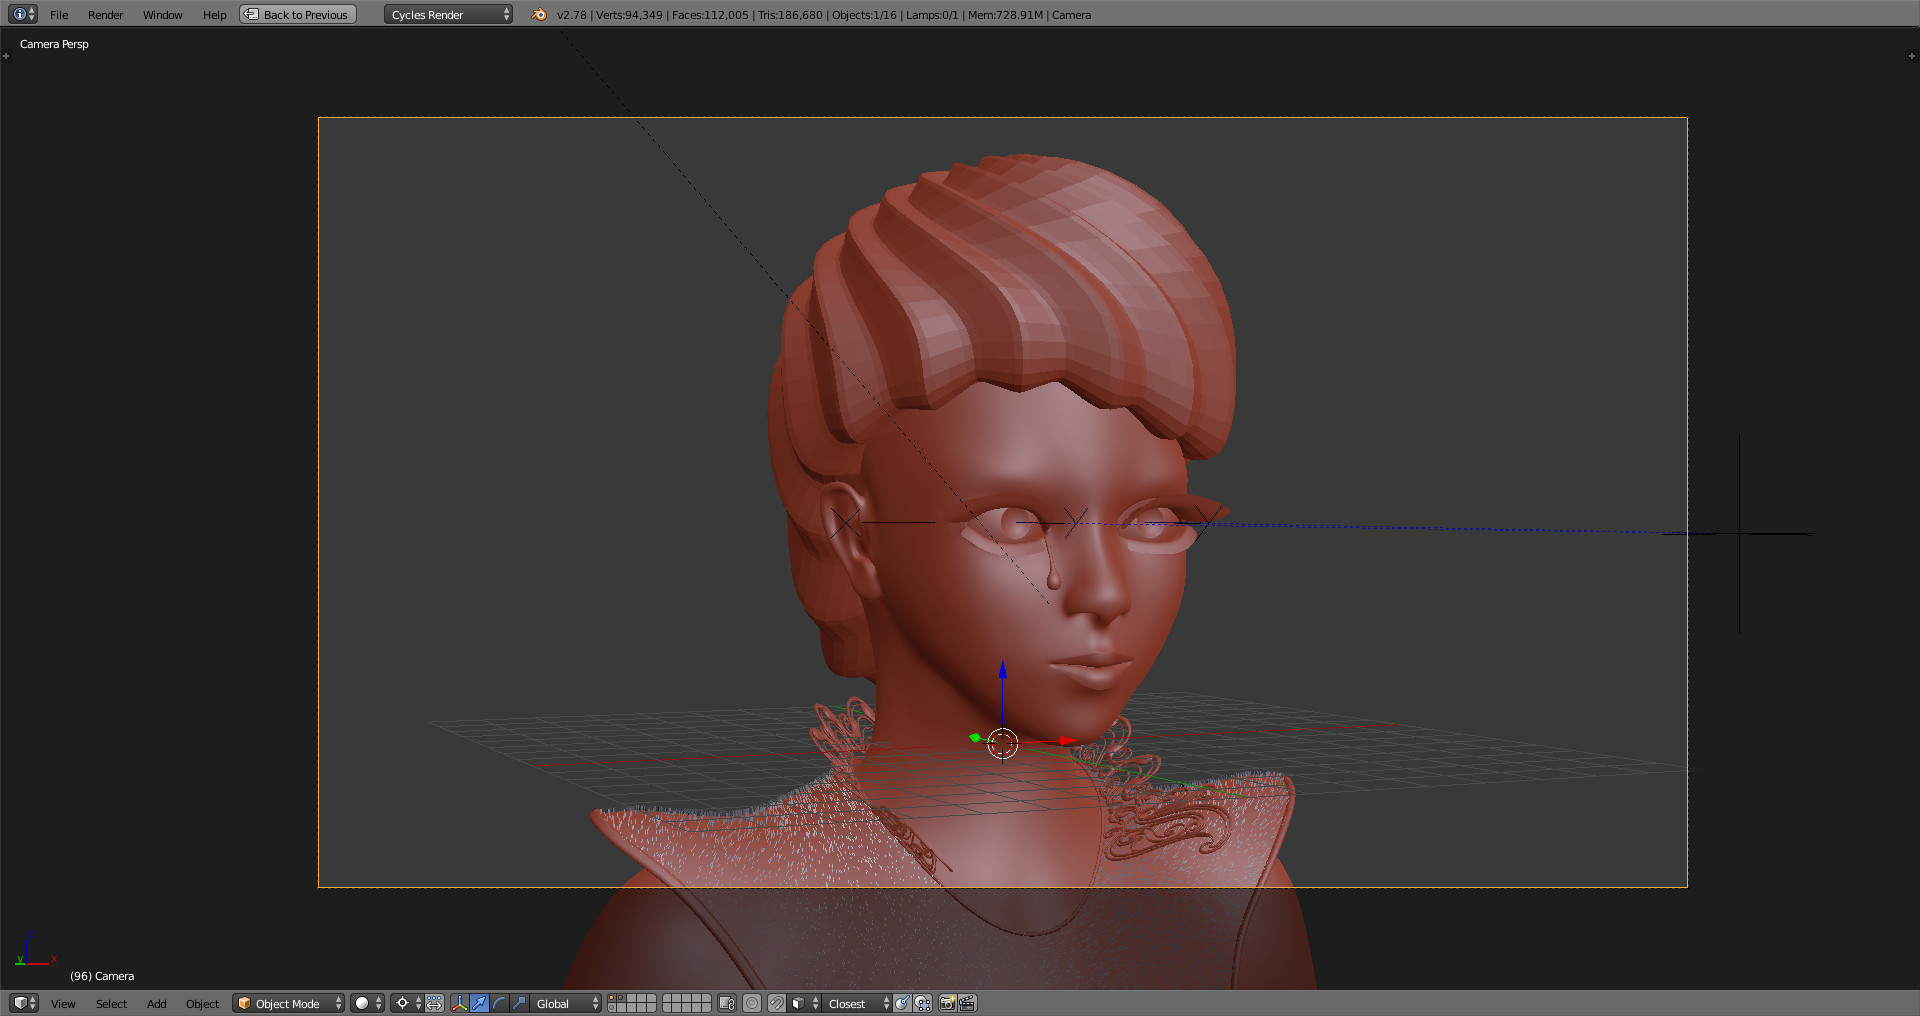 File Render Window Help Back to Previous Cycles Render v2.78 | Verts:94,349 | Faces:112,005 | Tris:186,680 | Objects:1/16 | Lamps:0/1 | Mem:728.91M | Camera
Camera Persp
z
y x
(96) Camera
View Select Add Object Object Mode Global Closest